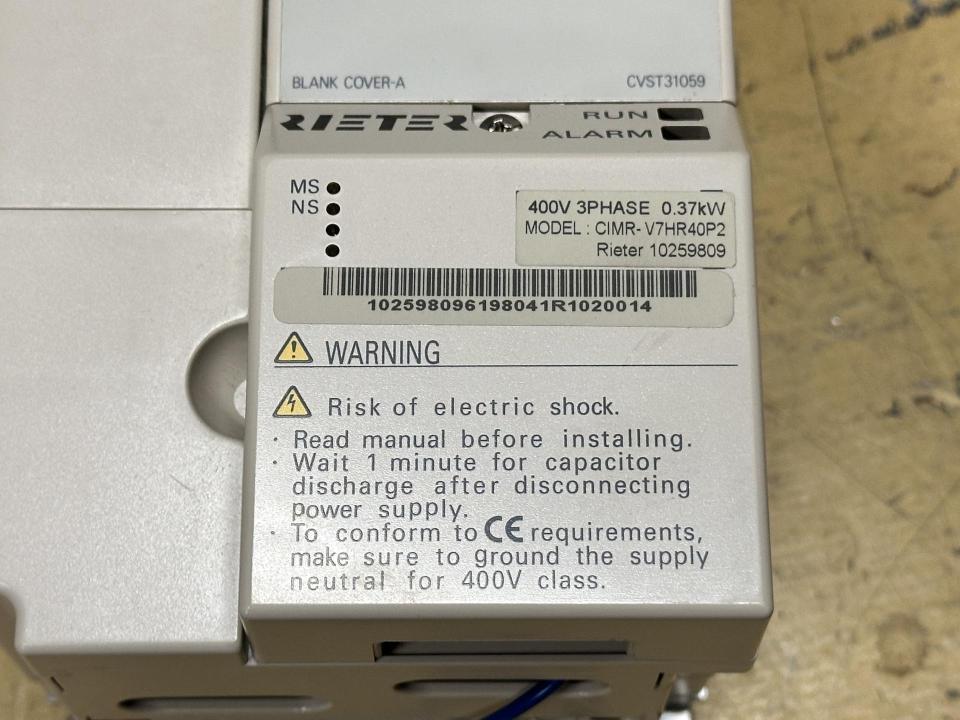 BLANK COVER-A CVST31059
RIETER
RUN
ALARM
MS
NS
400V 3PHASE 0.37kW
MODEL : CIMR- V7HR40P2
Rieter 10259809
102598096198041R1020014
WARNING
Risk of electric shock.
· Read manual before installing.
· Wait 1 minute for capacitor
discharge after disconnecting
power supply.
· To conform to CE requirements,
make sure to ground the supply
neutral for 400V class.